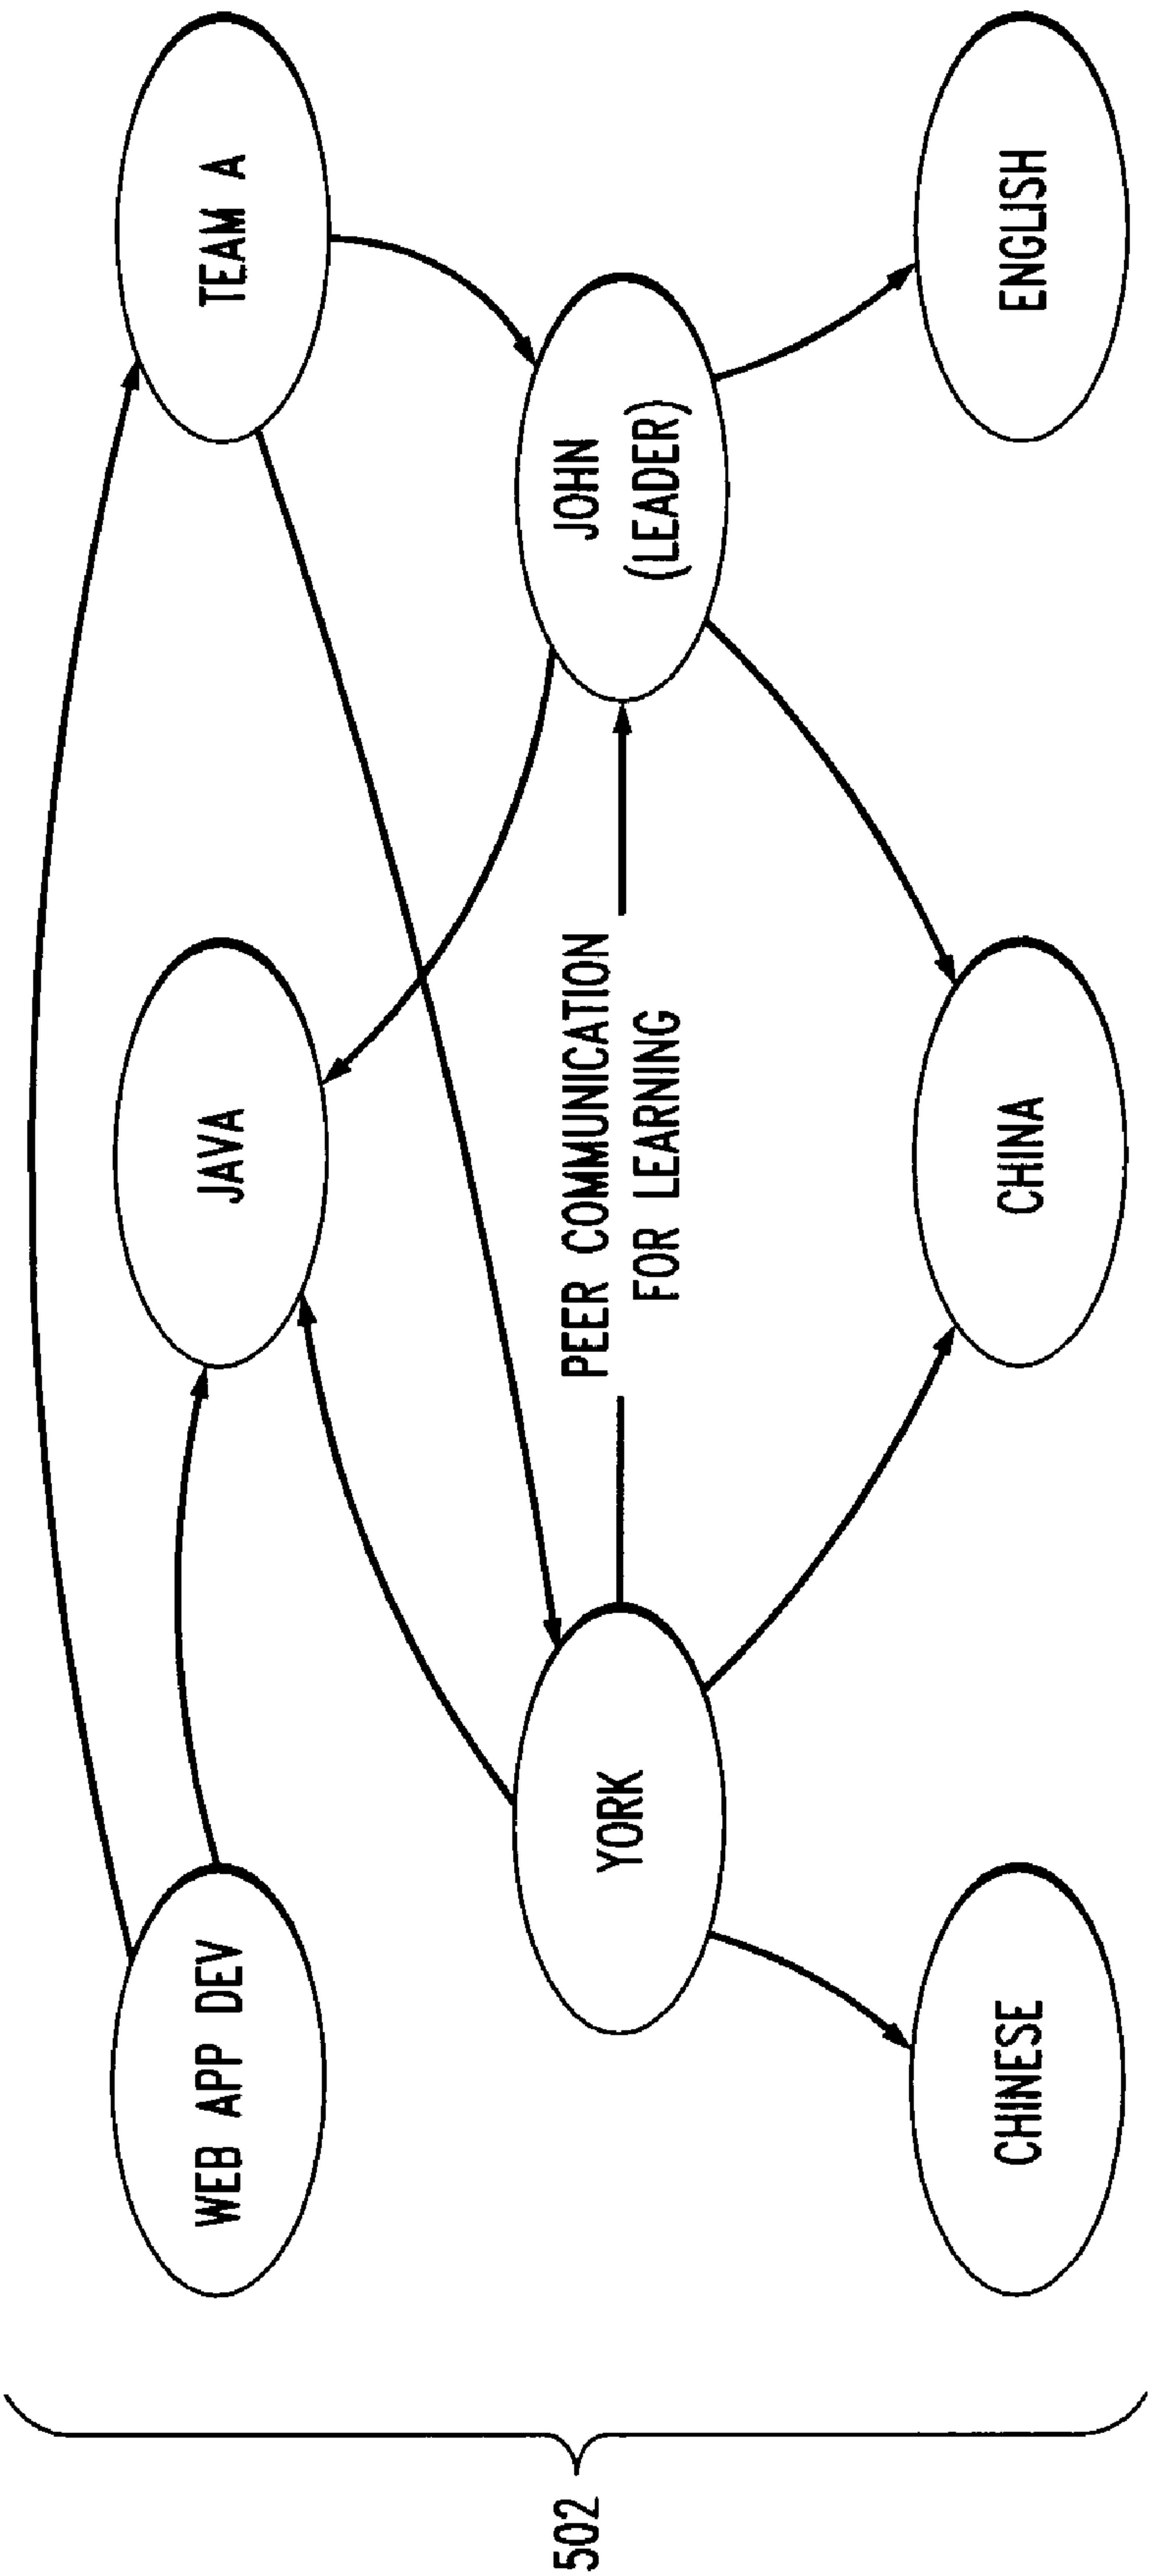 WEB APP DEV
JAVA
TEAM A
YORK
PEER COMMUNICATION
FOR LEARNING
JOHN
(LEADER)
CHINESE
CHINA
ENGLISH
502